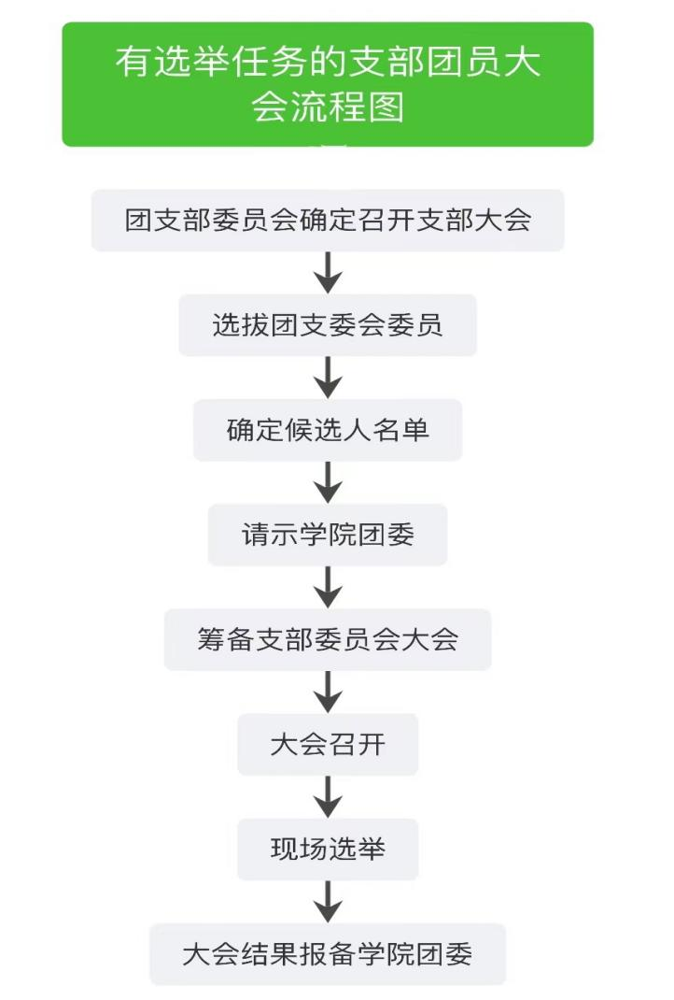 有选举任务的支部团员大
会流程图
团支部委员会确定召开支部大会
选拔团支委会委员
确定候选人名单
请示学院团委
筹备支部委员会大会
大会召开
现场选举
大会结果报备学院团委